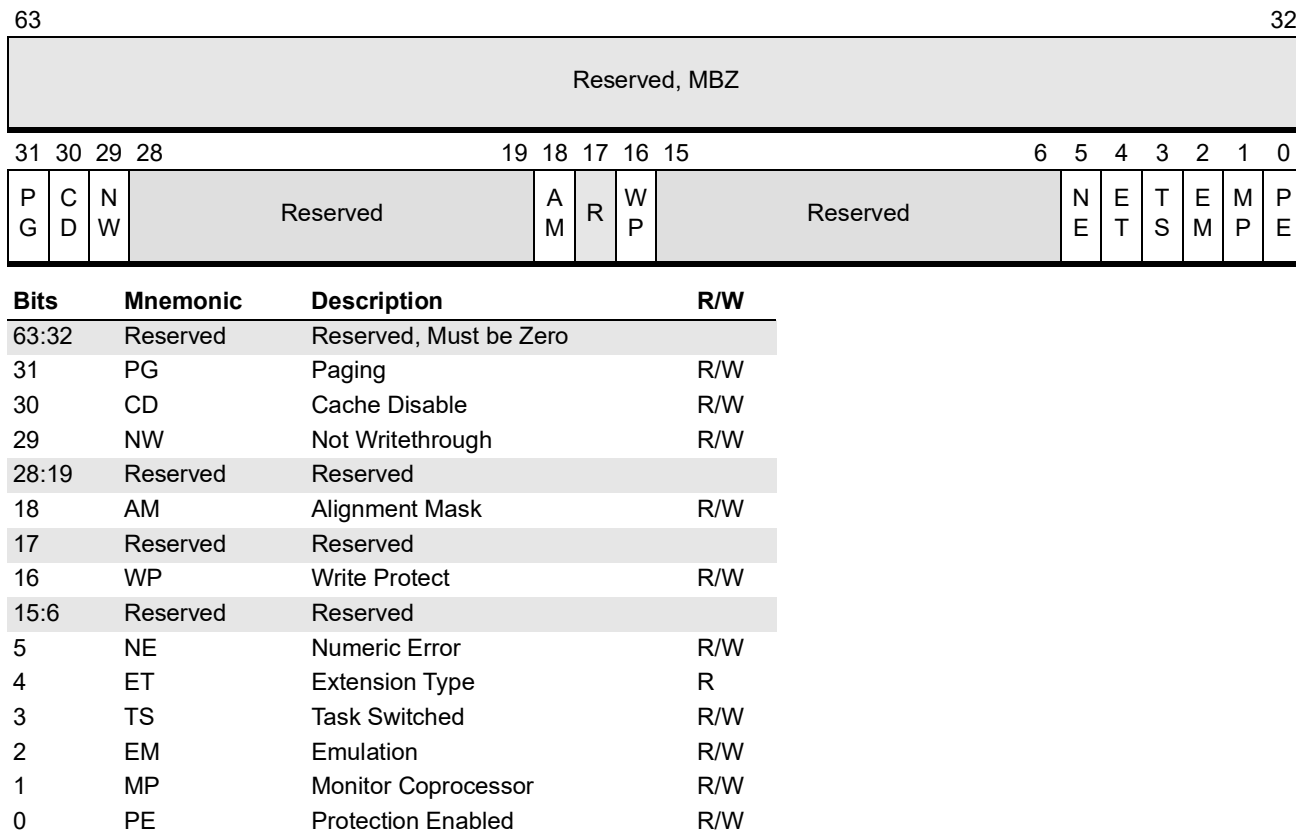 63 32
Reserved, MBZ
31 30 29 28 19 18 17 16 15 6 5 4 3 2 1 0
P C N Reserved A R W Reserved N E T E M P
G D W M P E T S M P E
Bits Mnemonic Description R/W
63:32 Reserved Reserved, Must be Zero
31 PG Paging R/W
30 CD Cache Disable R/W
29 NW Not Writethrough R/W
28:19 Reserved Reserved
18 AM Alignment Mask R/W
17 Reserved Reserved
16 WP Write Protect R/W
15:6 Reserved Reserved
5 NE Numeric Error R/W
4 ET Extension Type R
3 TS Task Switched R/W
2 EM Emulation R/W
1 MP Monitor Coprocessor R/W
0 PE Protection Enabled R/W